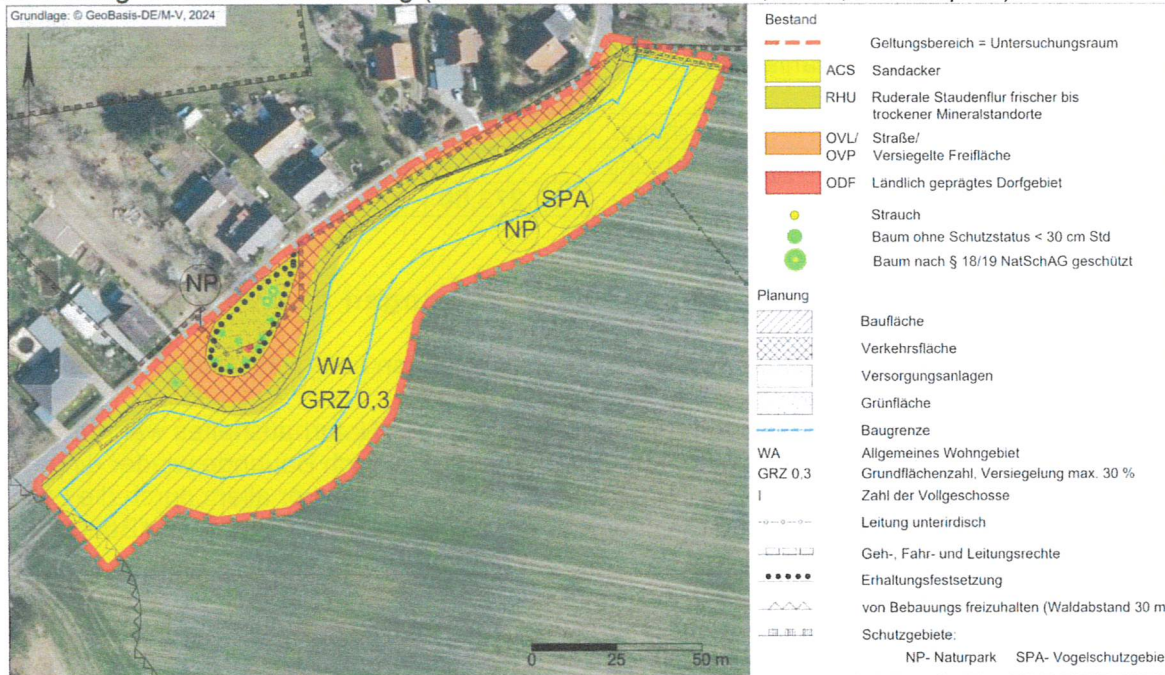 Grundlage: © GeoBasis-DE/M-V, 2024
NP
SPA
NP
WA
GRZ 0,3
I
0 25 50 m
Bestand
Geltungsbereich = Untersuchungsraum
ACS Sandacker
RHU Ruderale Staudenflur frischer bis
trockener Mineralstandorte
OVL/ Straße/
OVP Versiegelte Freifläche
ODF Ländlich geprägtes Dorfgebiet
Strauch
Baum ohne Schutzstatus < 30 cm Std
Baum nach § 18/19 NatSchAG geschützt
Planung
Baufläche
Verkehrsfläche
Versorgungsanlagen
Grünfläche
Baugrenze
WA Allgemeines Wohngebiet
GRZ 0,3 Grundflächenzahl, Versiegelung max. 30 %
I Zahl der Vollgeschosse
Leitung unterirdisch
Geh-, Fahr- und Leitungsrechte
Erhaltungsfestsetzung
von Bebauungs freizuhalten (Waldabstand 30 m
Schutzgebiete:
NP- Naturpark SPA- Vogelschutzgebie